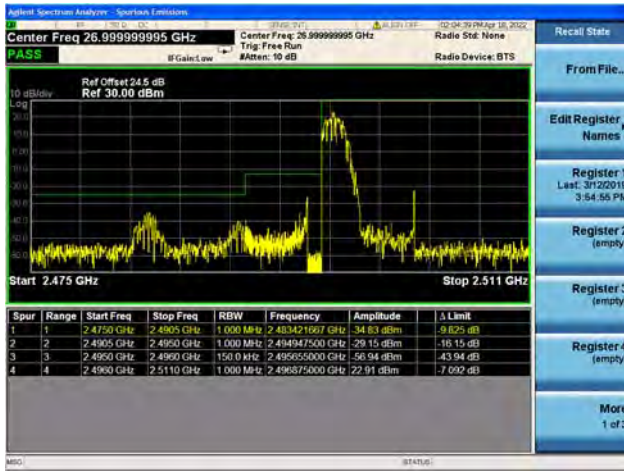 Agilent Spectrum Analyzer - Spurious Emissions
Center Freq 26.999999995 GHz
PASS
IFGain:Low
Center Freq: 26.999999995 GHz
Trig: Free Run
#Atten: 10 dB
02:04:39 PM Apr 18, 2022
Radio Std: None
Radio Device: BTS
Ref Offset 24.5 dB
Ref 30.00 dBm
10 dB/div
Log
Start 2.475 GHz
Stop 2.511 GHz
Spur Range Start Freq Stop Freq RBW Frequency Amplitude Δ Limit
1 1 2.4750 GHz 2.4905 GHz 1.000 MHz 2.483421667 GHz -34.83 dBm -9.825 dB
2 2 2.4905 GHz 2.4950 GHz 1.000 MHz 2.494947500 GHz -29.15 dBm -16.15 dB
3 3 2.4950 GHz 2.4960 GHz 150.0 kHz 2.495655000 GHz -56.94 dBm -43.94 dB
4 4 2.4960 GHz 2.5110 GHz 1.000 MHz 2.496875000 GHz 22.91 dBm -7.092 dB
MSG
STATUS
Recall State
From File...
Edit Register
Names
Register 1
Last: 3/12/2019
3:54:55 PM
Register 2
(empty)
Register 3
(empty)
Register 4
(empty)
More
1 of 3